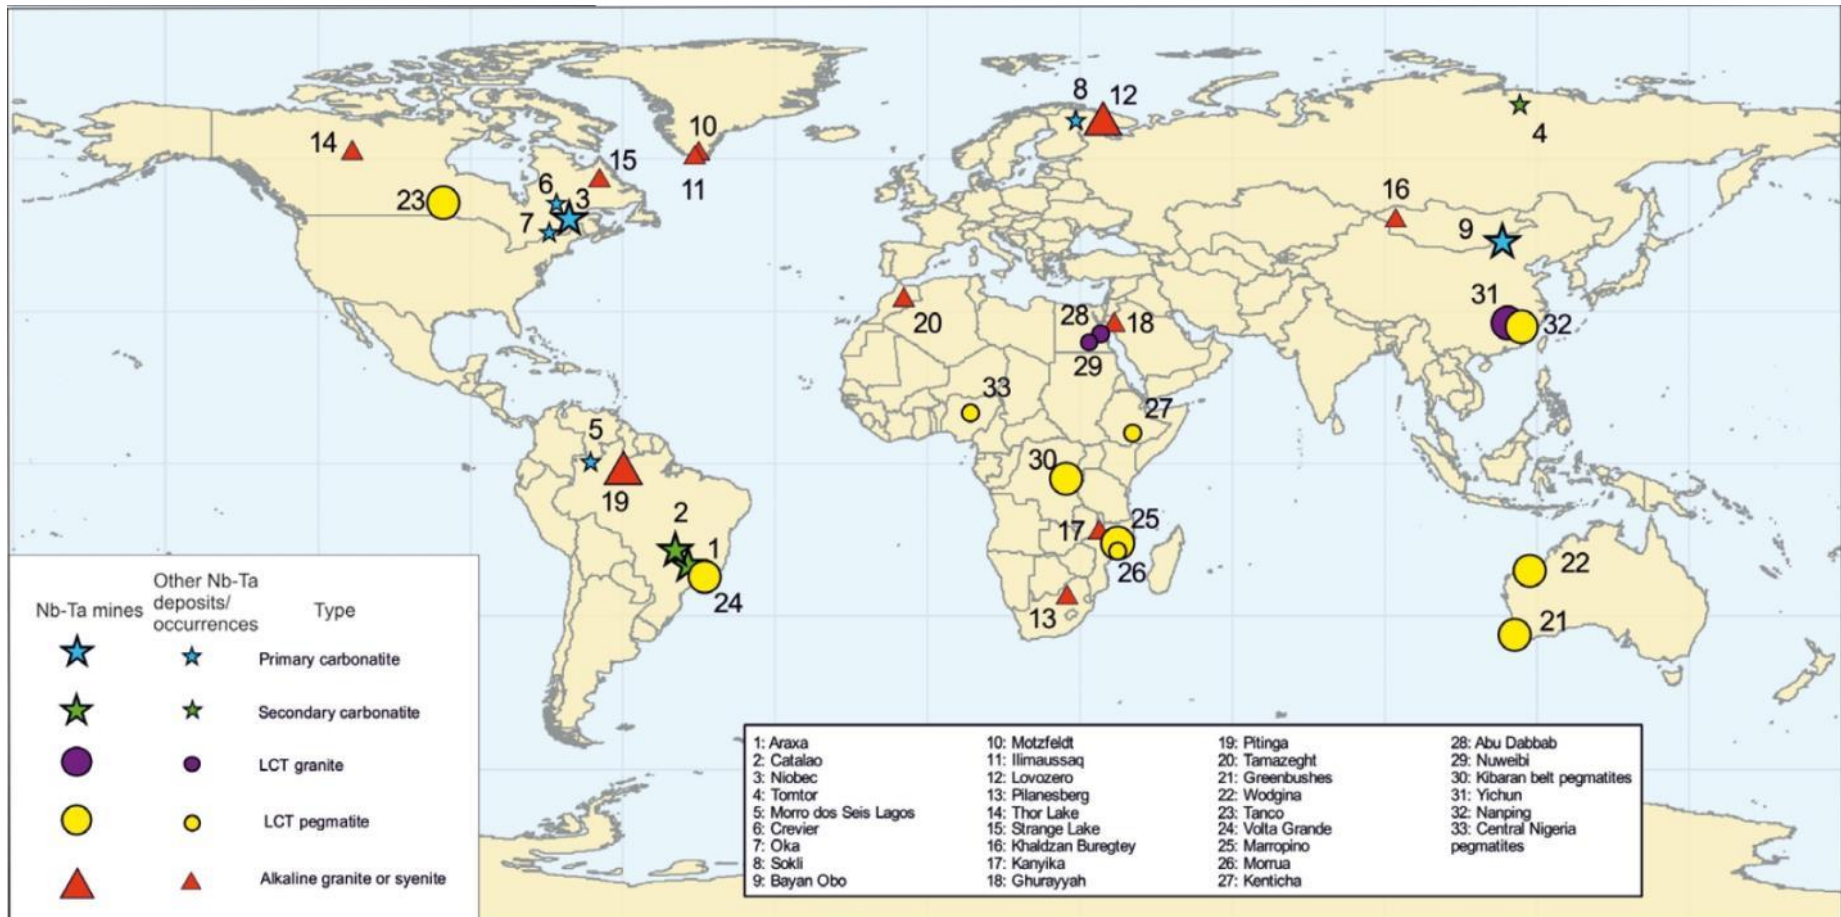 8
12
10
4
14
15
11
6
3
16
23
7
9
31
28
18
32
20
29
33
27
5
30
19
25
2
17
1
26
22
24
13
21
Other Nb-Ta
Nb-Ta mines deposits/ Type
occurrences
Primary carbonatite
Secondary carbonatite
LCT granite
LCT pegmatite
Alkaline granite or syenite
1: Araxa
2: Catalao
3: Niobec
4: Tomtor
5: Morro dos Seis Lagos
6: Crevier
7: Oka
8: Sokli
9: Bayan Obo
10: Motzfeldt
11: Ilimaussaq
12: Lovozero
13: Pilanesberg
14: Thor Lake
15: Strange Lake
16: Khaldzan Buregtey
17: Kanyika
18: Ghurayyah
19: Pitinga
20: Tamazeght
21: Greenbushes
22: Wodgina
23: Tanco
24: Volta Grande
25: Marropino
26: Morrua
27: Kenticha
28: Abu Dabbab
29: Nuweibi
30: Kibaran belt pegmatites
31: Yichun
32: Nanping
33: Central Nigeria
pegmatites